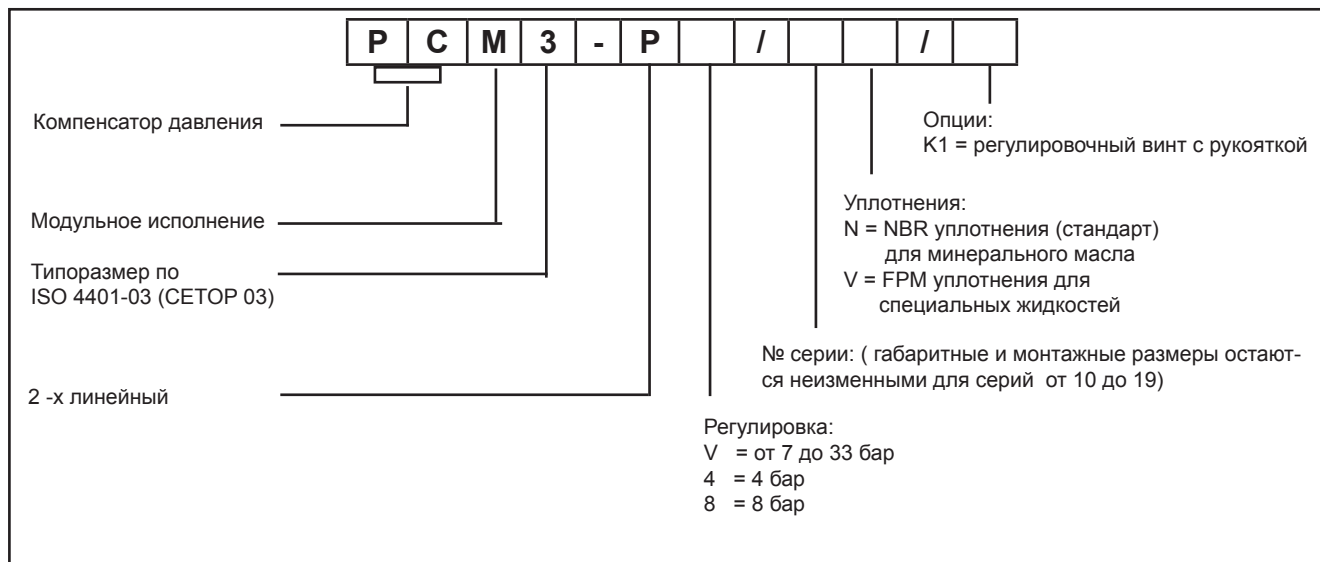 P C M 3 - P / /
Компенсатор давления
Модульное исполнение
Типоразмер по
ISO 4401-03 (CETOP 03)
2 -х линейный
Опции:
K1 = регулировочный винт с рукояткой
Уплотнения:
N = NBR уплотнения (стандарт)
для минерального масла
V = FPM уплотнения для
специальных жидкостей
№ серии: ( габаритные и монтажные размеры остают-
ся неизменными для серий от 10 до 19)
Регулировка:
V = от 7 до 33 бар
4 = 4 бар
8 = 8 бар